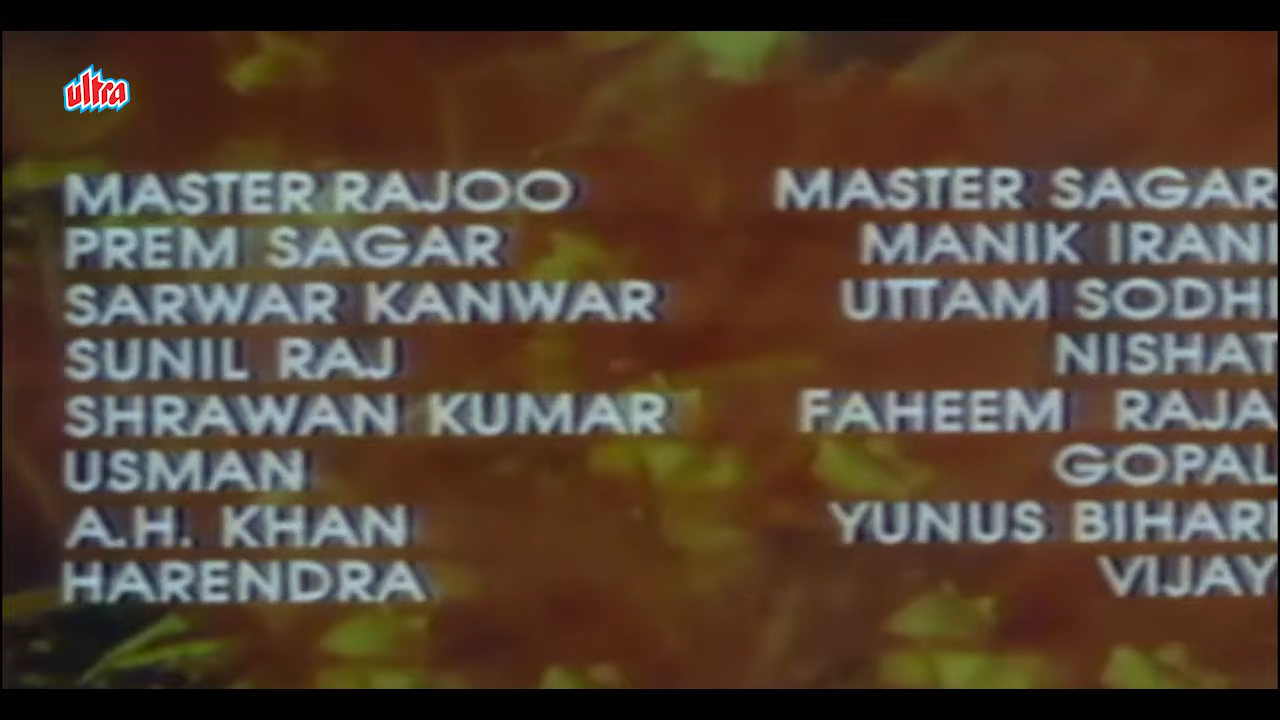 ultra
MASTER RAJOO
PREM SAGAR
SARWAR KANWAR
SUNIL RAJ
SHRAWAN KUMAR
USMAN
A.H. KHAN
HARENDRA
MASTER SAGAR
MANIK IRANI
UTTAM SODHI
NISHAT
FAHEEM RAJA
GOPAL
YUNUS BIHARI
VIJAY